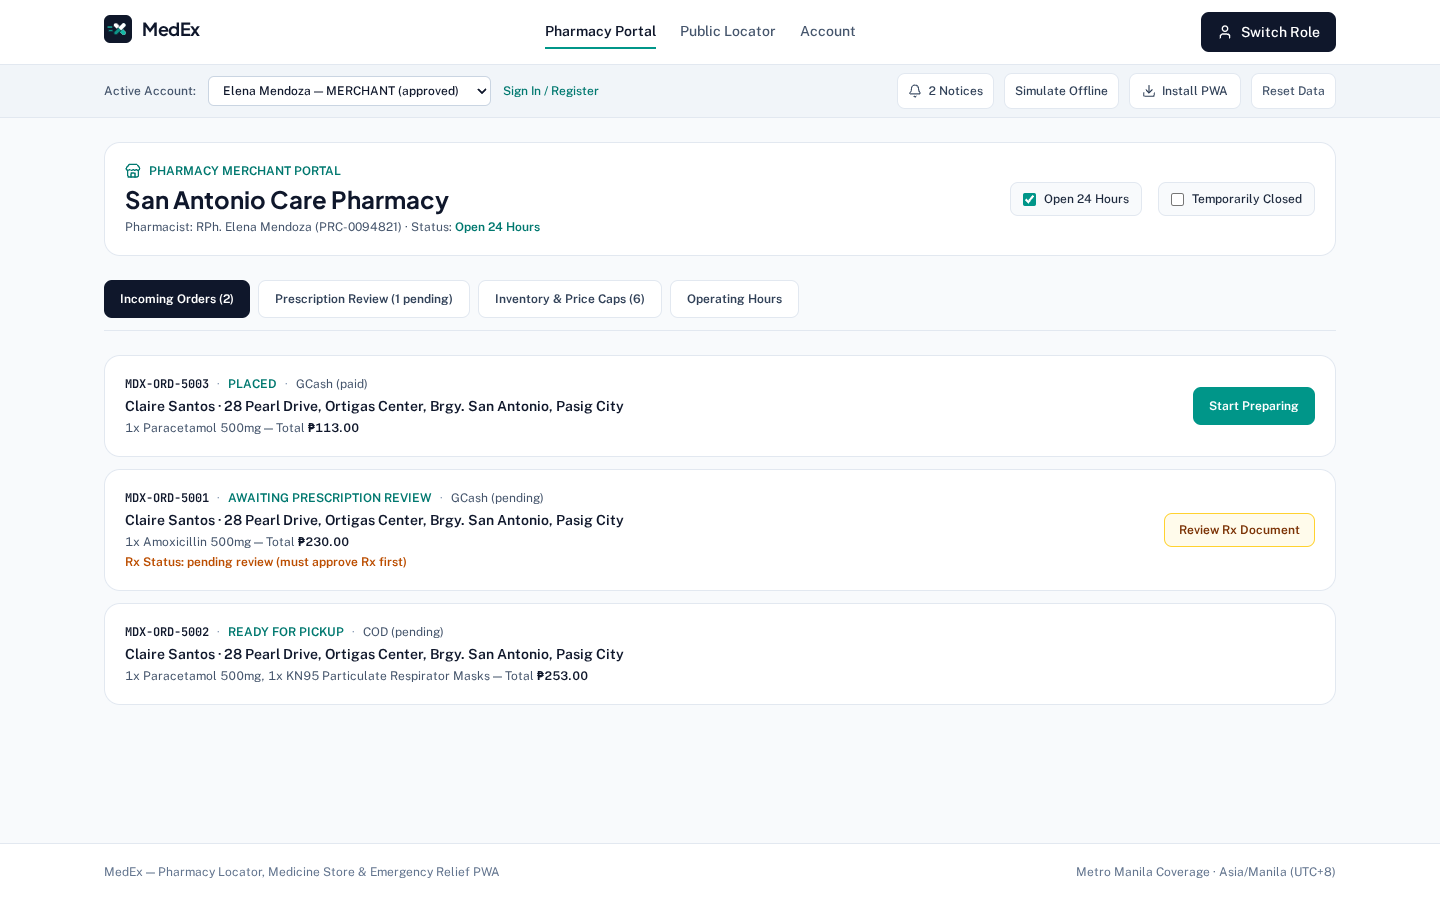 MedEx
Pharmacy Portal
Public Locator
Account
Switch Role
Active Account:
Elena Mendoza — MERCHANT (approved)
Sign In / Register
2 Notices
Simulate Offline
Install PWA
Reset Data
PHARMACY MERCHANT PORTAL
San Antonio Care Pharmacy
Pharmacist: RPh. Elena Mendoza (PRC-0094821) · Status: Open 24 Hours
Open 24 Hours
Temporarily Closed
Incoming Orders (2)
Prescription Review (1 pending)
Inventory & Price Caps (6)
Operating Hours
MDX-ORD-5003 · PLACED · GCash (paid)
Claire Santos · 28 Pearl Drive, Ortigas Center, Brgy. San Antonio, Pasig City
1x Paracetamol 500mg — Total ₱113.00
Start Preparing
MDX-ORD-5001 · AWAITING PRESCRIPTION REVIEW · GCash (pending)
Claire Santos · 28 Pearl Drive, Ortigas Center, Brgy. San Antonio, Pasig City
1x Amoxicillin 500mg — Total ₱230.00
Rx Status: pending review (must approve Rx first)
Review Rx Document
MDX-ORD-5002 · READY FOR PICKUP · COD (pending)
Claire Santos · 28 Pearl Drive, Ortigas Center, Brgy. San Antonio, Pasig City
1x Paracetamol 500mg, 1x KN95 Particulate Respirator Masks — Total ₱253.00
MedEx — Pharmacy Locator, Medicine Store & Emergency Relief PWA
Metro Manila Coverage · Asia/Manila (UTC+8)